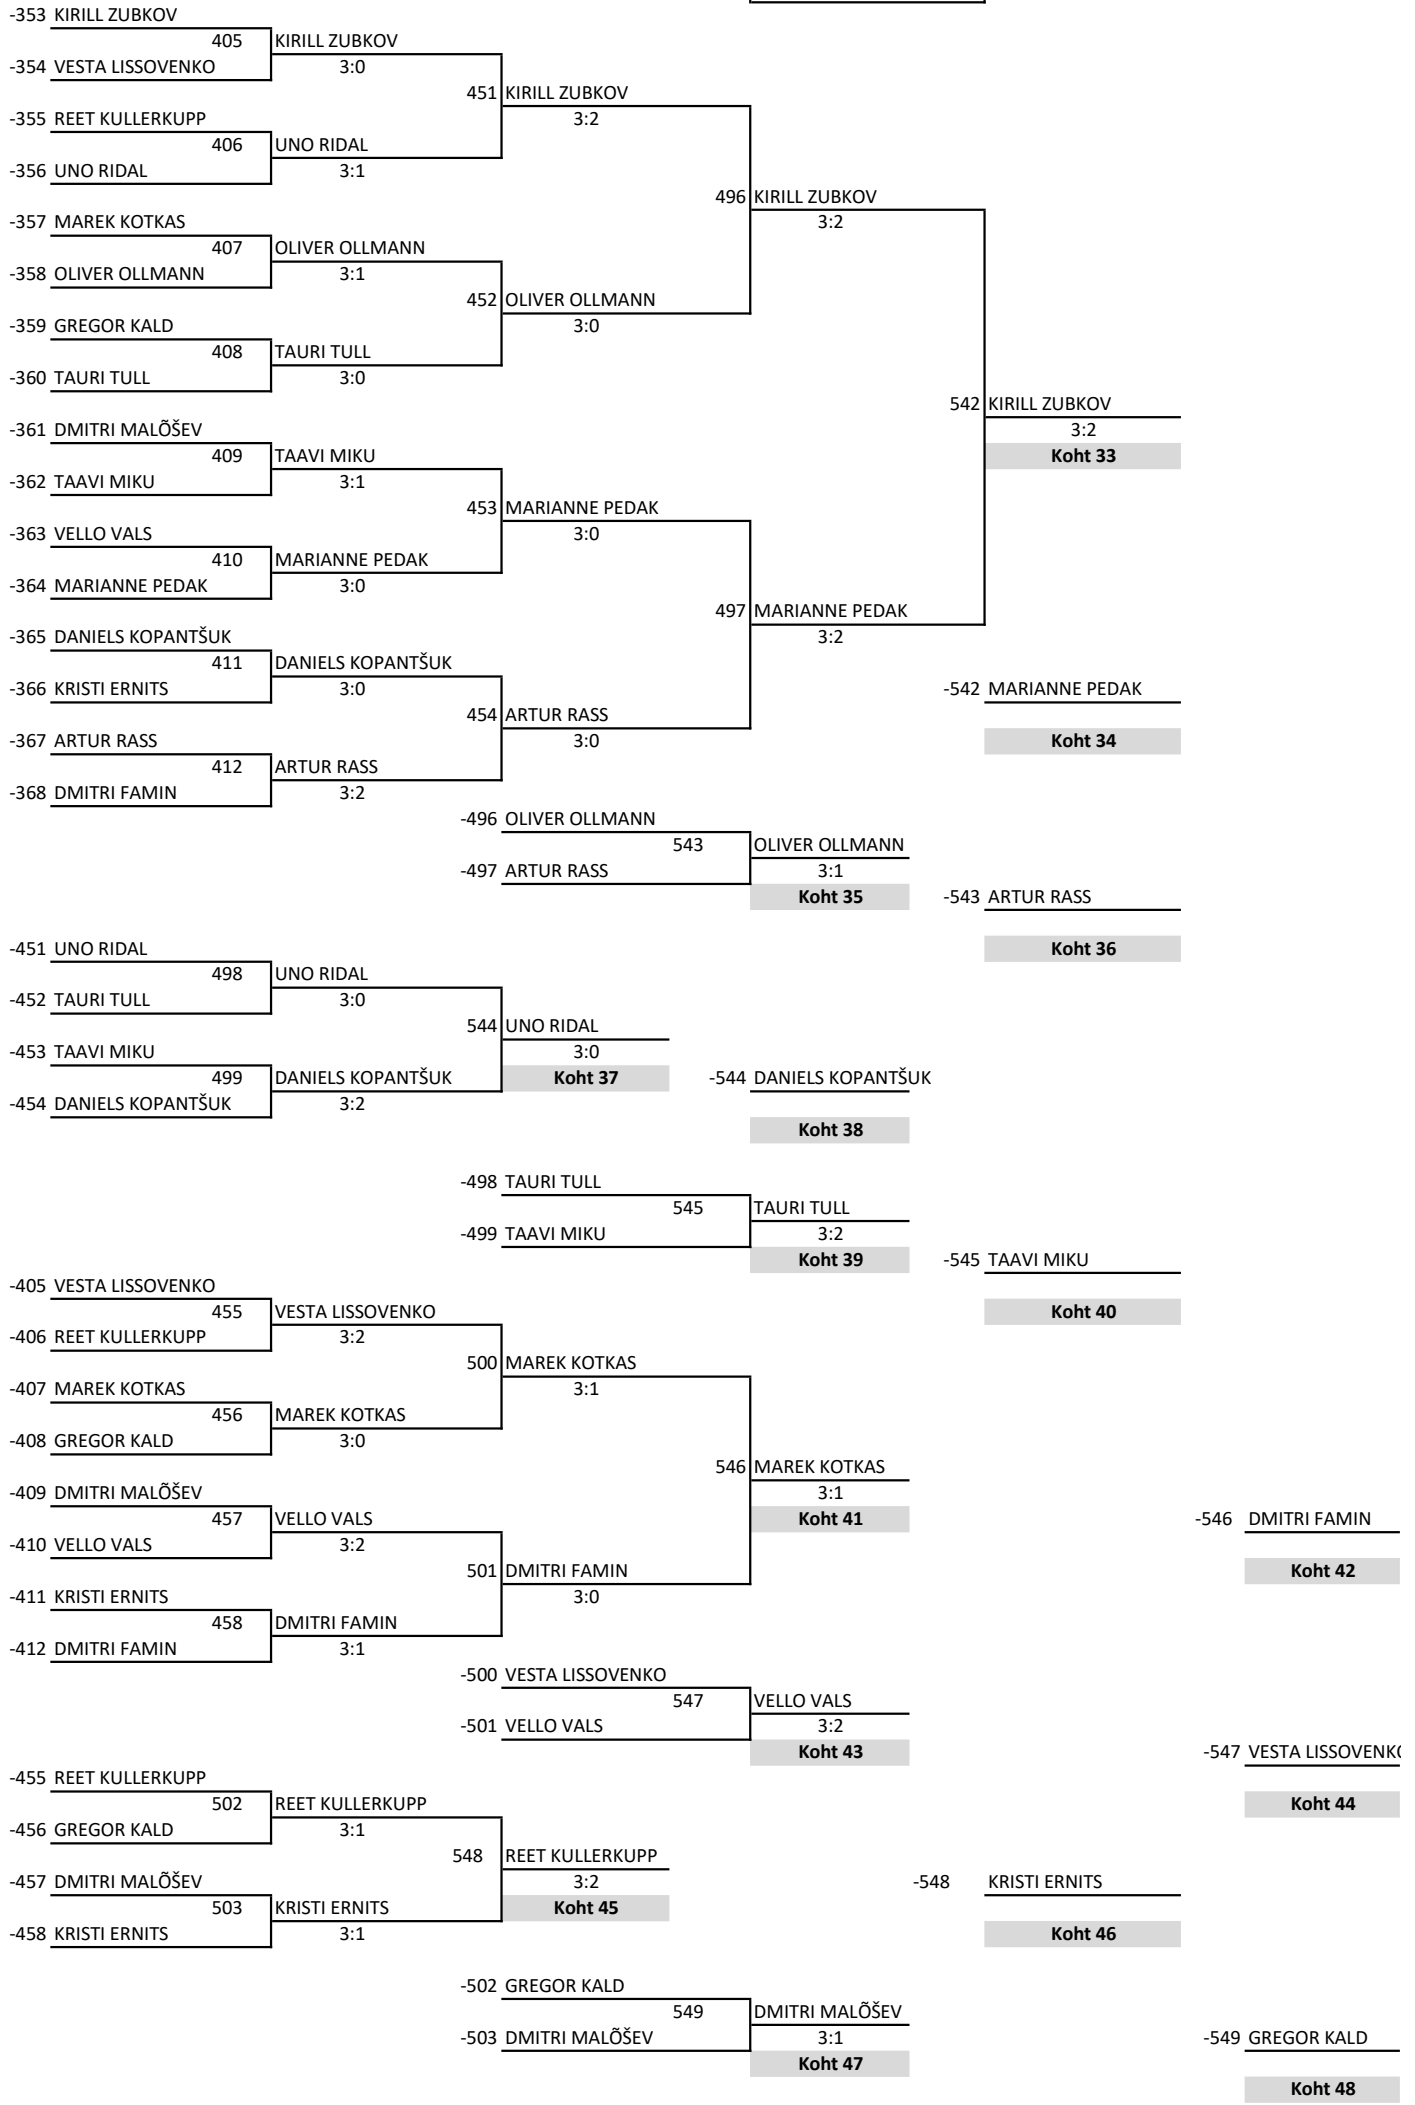 -353 KIRILL ZUBKOV
405 KIRILL ZUBKOV
-354 VESTA LISSOVENKO 3:0
451 KIRILL ZUBKOV
-355 REET KULLERKUPP 3:2
406 UNO RIDAL
-356 UNO RIDAL 3:1
496 KIRILL ZUBKOV
-357 MAREK KOTKAS 3:2
407 OLIVER OLLMANN
-358 OLIVER OLLMANN 3:1
452 OLIVER OLLMANN
-359 GREGOR KALD 3:0
408 TAURI TULL
-360 TAURI TULL 3:0
542 KIRILL ZUBKOV
-361 DMITRI MALÕŠEV 3:2
409 TAAVI MIKU Koht 33
-362 TAAVI MIKU 3:1
453 MARIANNE PEDAK
-363 VELLO VALS 3:0
410 MARIANNE PEDAK
-364 MARIANNE PEDAK 3:0
497 MARIANNE PEDAK
-365 DANIELS KOPANTŠUK 3:2
411 DANIELS KOPANTŠUK
-366 KRISTI ERNITS 3:0 -542 MARIANNE PEDAK
454 ARTUR RASS
-367 ARTUR RASS 3:0 Koht 34
412 ARTUR RASS
-368 DMITRI FAMIN 3:2
-496 OLIVER OLLMANN
543 OLIVER OLLMANN
-497 ARTUR RASS 3:1
Koht 35 -543 ARTUR RASS
-451 UNO RIDAL Koht 36
498 UNO RIDAL
-452 TAURI TULL 3:0
544 UNO RIDAL
-453 TAAVI MIKU 3:0
499 DANIELS KOPANTŠUK Koht 37 -544 DANIELS KOPANTŠUK
-454 DANIELS KOPANTŠUK 3:2
Koht 38
-498 TAURI TULL
545 TAURI TULL
-499 TAAVI MIKU 3:2
Koht 39 -545 TAAVI MIKU
-405 VESTA LISSOVENKO
455 VESTA LISSOVENKO Koht 40
-406 REET KULLERKUPP 3:2
500 MAREK KOTKAS
-407 MAREK KOTKAS 3:1
456 MAREK KOTKAS
-408 GREGOR KALD 3:0
546 MAREK KOTKAS
-409 DMITRI MALÕŠEV 3:1
457 VELLO VALS Koht 41 -546 DMITRI FAMIN
-410 VELLO VALS 3:2
501 DMITRI FAMIN Koht 42
-411 KRISTI ERNITS 3:0
458 DMITRI FAMIN
-412 DMITRI FAMIN 3:1
-500 VESTA LISSOVENKO
547 VELLO VALS
-501 VELLO VALS 3:2
Koht 43 -547 VESTA LISSOVENKO
-455 REET KULLERKUPP
502 REET KULLERKUPP Koht 44
-456 GREGOR KALD 3:1
548 REET KULLERKUPP
-457 DMITRI MALÕŠEV 3:2 -548 KRISTI ERNITS
503 KRISTI ERNITS Koht 45
-458 KRISTI ERNITS 3:1 Koht 46
-502 GREGOR KALD
549 DMITRI MALÕŠEV
-503 DMITRI MALÕŠEV 3:1 -549 GREGOR KALD
Koht 47
Koht 48